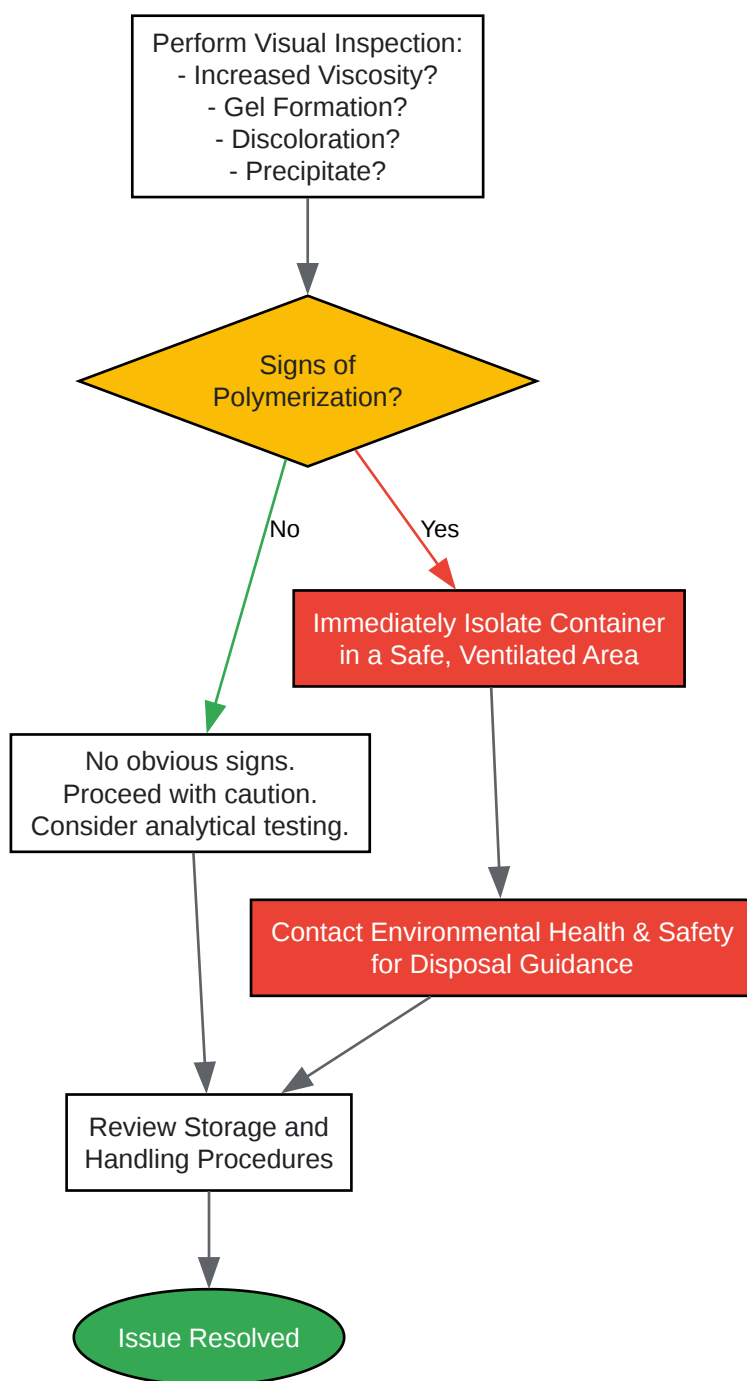 Perform Visual Inspection:
- Increased Viscosity?
- Gel Formation?
- Discoloration?
- Precipitate?
Signs of
Polymerization?
No
Yes
Immediately Isolate Container
in a Safe, Ventilated Area
No obvious signs.
Proceed with caution.
Consider analytical testing.
Contact Environmental Health & Safety
for Disposal Guidance
Review Storage and
Handling Procedures
Issue Resolved